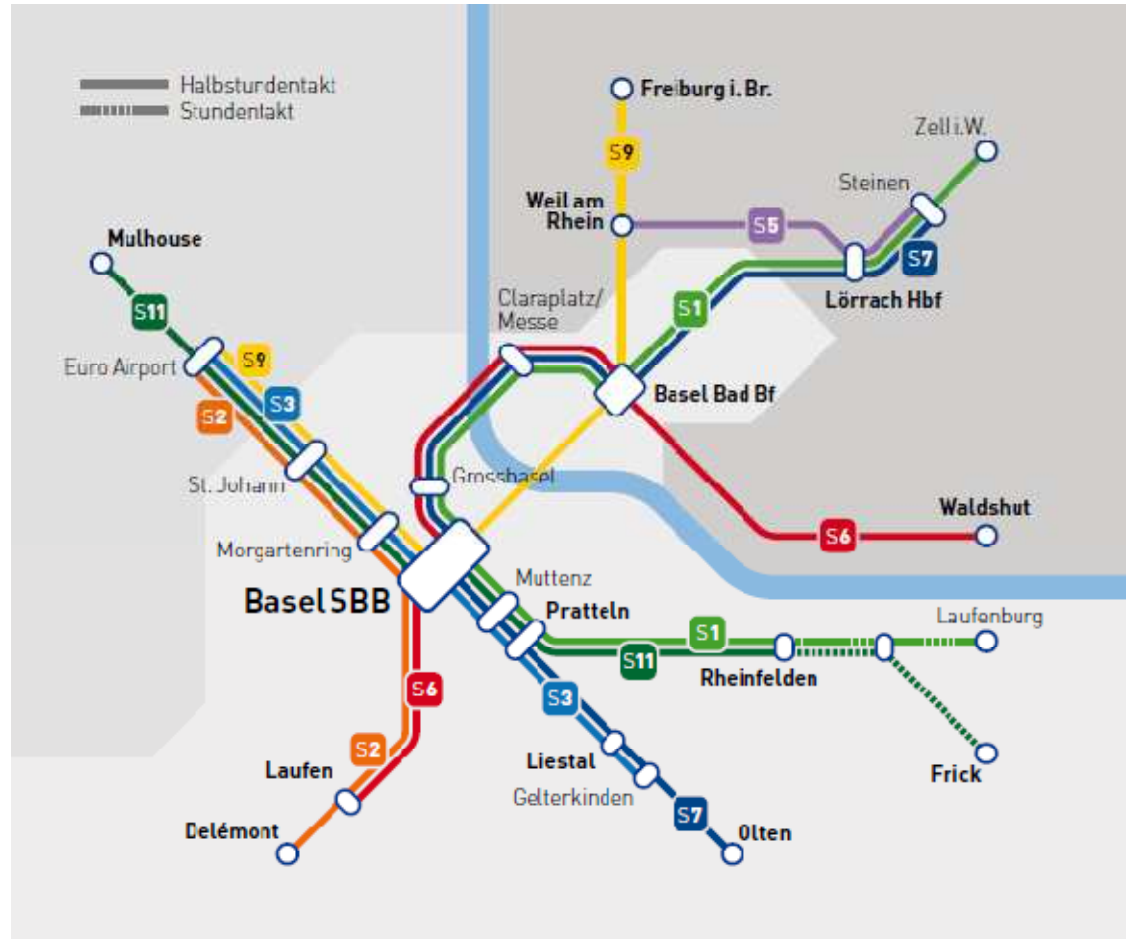 Halbstundentakt
Stundentakt
Freiburg i. Br.
Zell i.W.
S9
Steinen
Weil am
Rhein
S5
Mulhouse
S7
Claraplatz/
Messe
S1
Lörrach Hbf
S11
Euro Airport
S9
S3
S2
Basel Bad Bf
Grossbasel
St. Johann
Waldshut
S6
Morgartenring
Muttenz
Basel SBB
Pratteln
Laufenburg
S1
S11
Rheinfelden
S6
S3
S2
Liestal
Laufen
Frick
Gelterkinden
S7
Delémont
Olten